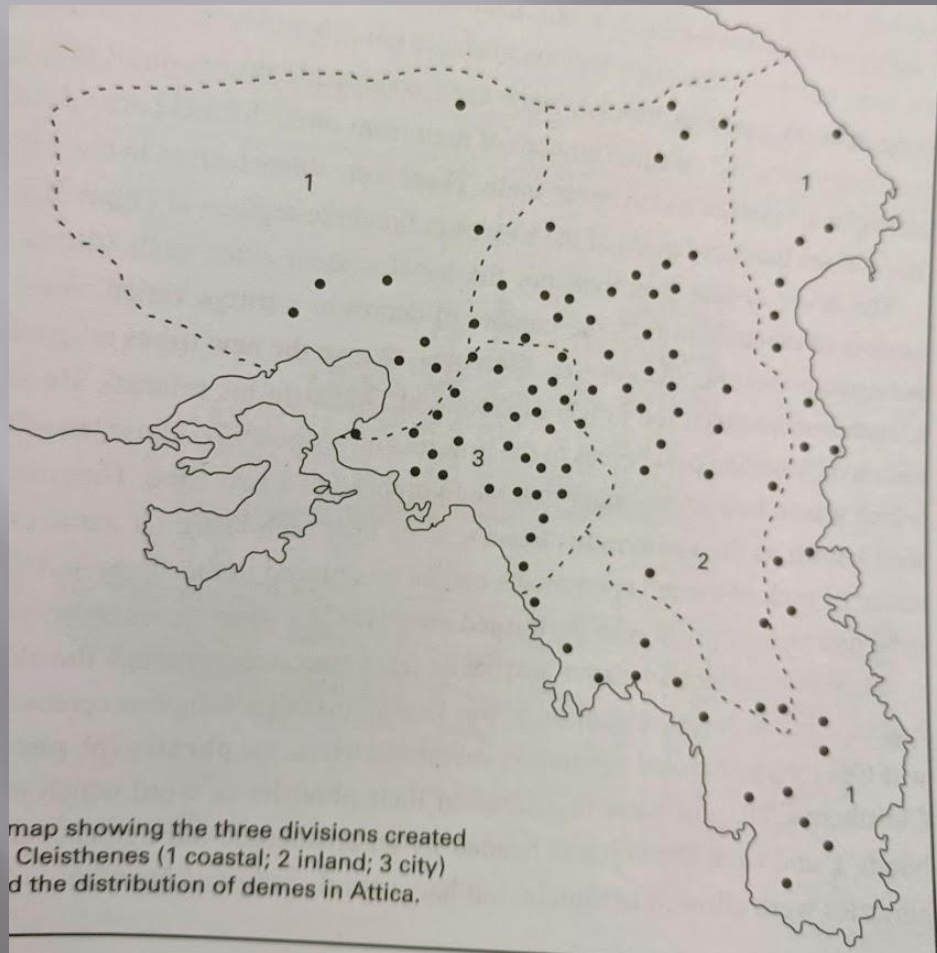 1
1
3
2
1
map showing the three divisions created
Cleisthenes (1 coastal; 2 inland; 3 city)
d the distribution of demes in Attica.